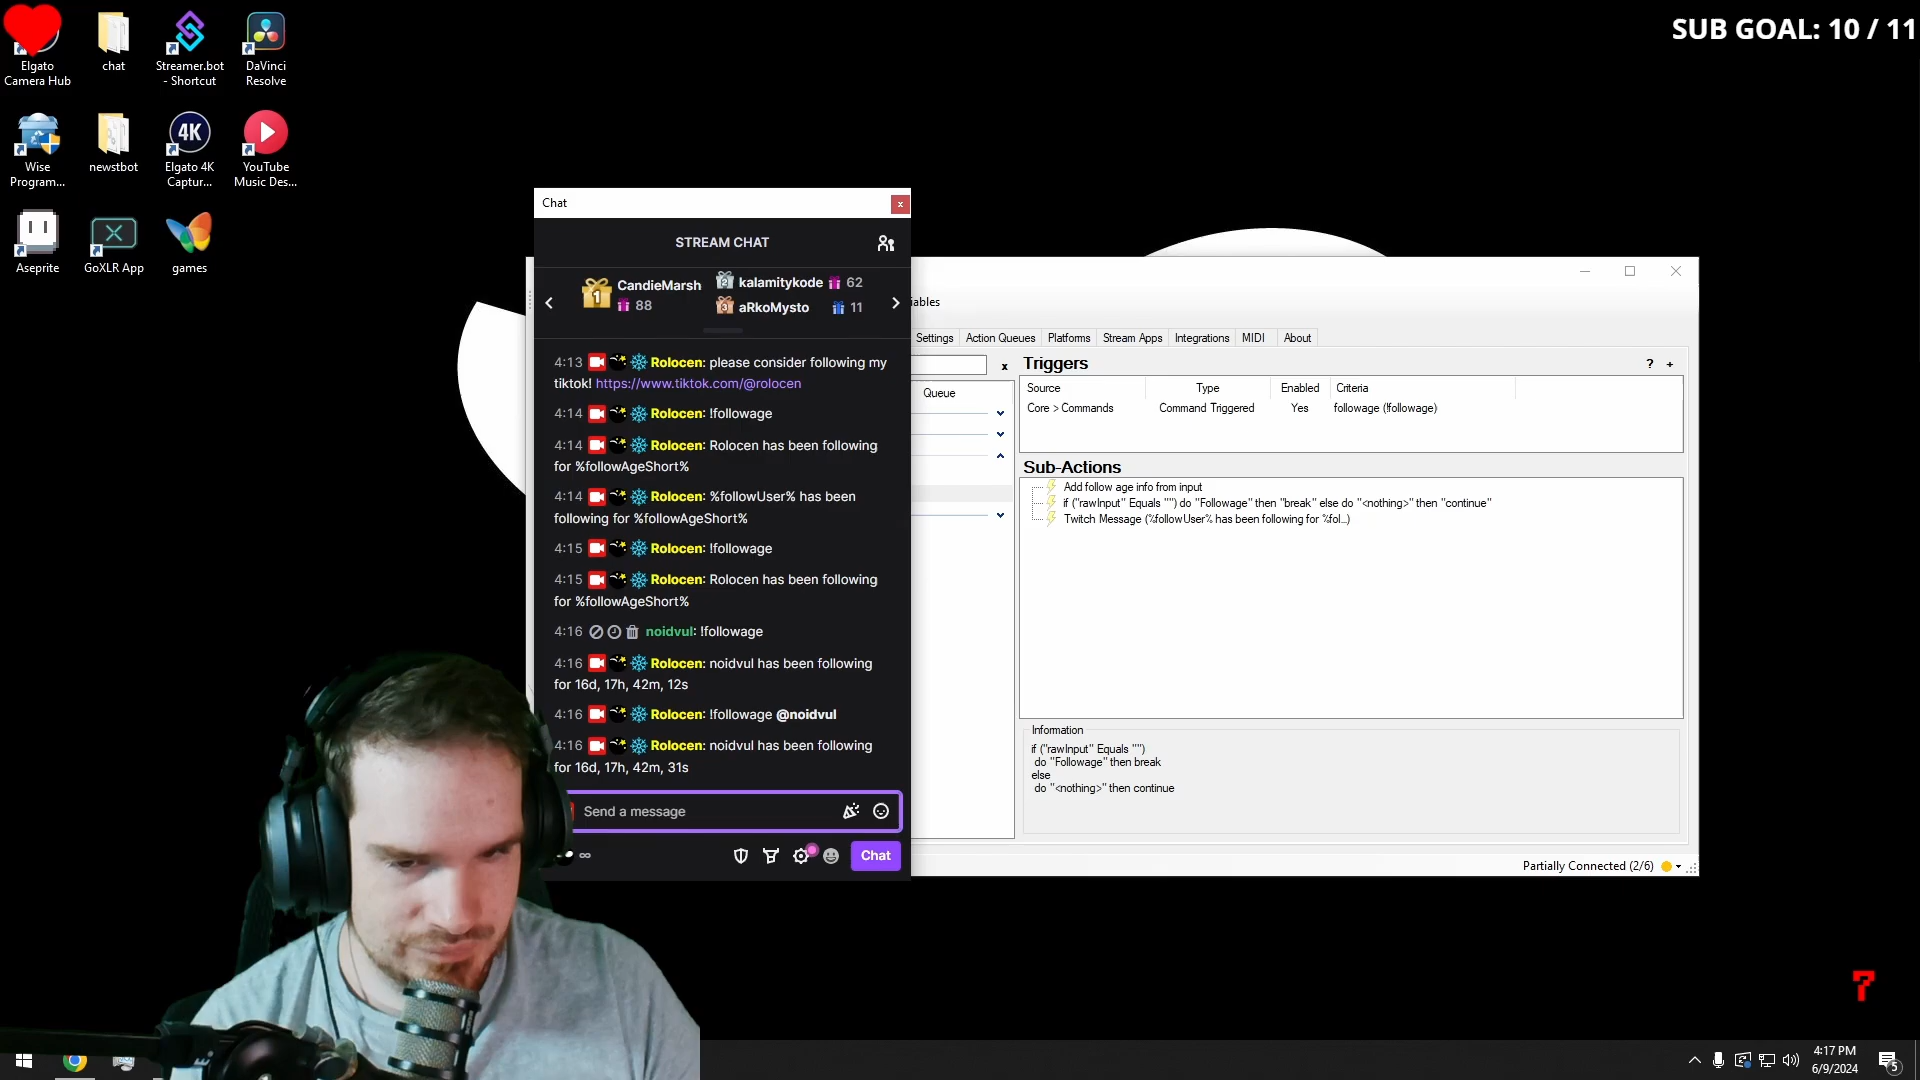 SUB GOAL: 10 / 11
Elgato
Camera Hub
chat
Streamer.bot
- Shortcut
DaVinci
Resolve
4K
Wise
Program...
newstbot
Elgato 4K
Captur...
YouTube
Music Des...
Aseprite
GoXLR App
games
Chat
x
STREAM CHAT
1 CandieMarsh
88
2 kalamitykode 62
3 aRkoMysto 11
4:13 Rolocen: please consider following my
tiktok! https://www.tiktok.com/@rolocen
4:14 Rolocen: !followage
4:14 Rolocen: Rolocen has been following
for %followAgeShort%
4:14 Rolocen: %followUser% has been
following for %followAgeShort%
4:15 Rolocen: !followage
4:15 Rolocen: Rolocen has been following
for %followAgeShort%
4:16 noidvul: !followage
4:16 Rolocen: noidvul has been following
for 16d, 17h, 42m, 12s
4:16 Rolocen: !followage @noidvul
4:16 Rolocen: noidvul has been following
for 16d, 17h, 42m, 31s
Send a message
∞
Chat
iables
Settings Action Queues Platforms Stream Apps Integrations MIDI About
x
Queue
Triggers ? +
Source Type Enabled Criteria
Core > Commands Command Triggered Yes followage (!followage)
Sub-Actions
Add follow age info from input
if ("rawInput" Equals "") do "Followage" then "break" else do "<nothing>" then "continue"
Twitch Message (%followUser% has been following for %fol...)
Information
if ("rawInput" Equals "")
do "Followage" then break
else
do "<nothing>" then continue
Partially Connected (2/6)
7
4:17 PM
6/9/2024
5